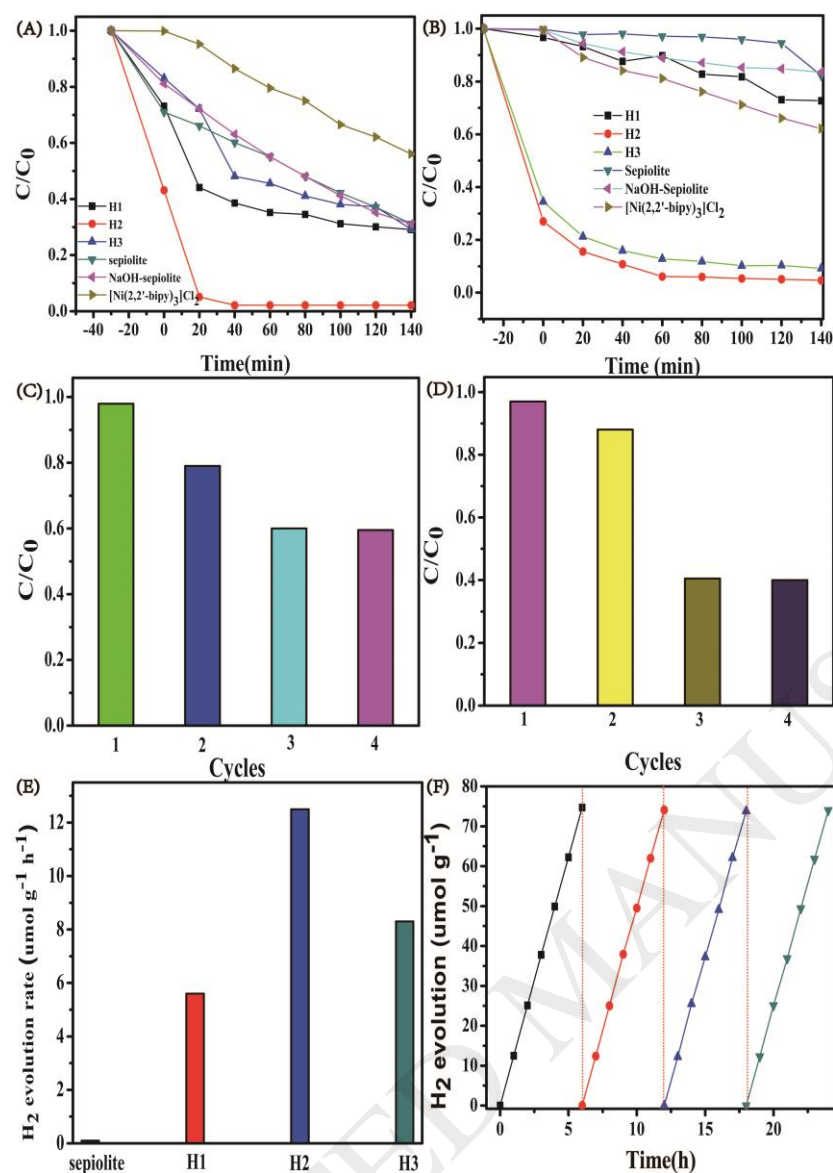 (A)
C/C0
1.0
0.8
0.6
0.4
0.2
0.0
H1
H2
H3
sepiolite
NaOH-sepiolite
[Ni(2,2'-bipy)3]Cl2
-40 -20 0 20 40 60 80 100 120 140
Time(min)
(B)
C/C0
1.0
0.8
0.6
0.4
0.2
0.0
H1
H2
H3
Sepiolite
NaOH-Sepiolite
[Ni(2,2'-bipy)3]Cl2
-20 0 20 40 60 80 100 120 140
Time (min)
(C)
C/C0
1.0
0.8
0.6
0.4
0.2
0.0
1 2 3 4
Cycles
(D)
C/C0
1.0
0.8
0.6
0.4
0.2
0.0
1 2 3 4
Cycles
(E)
H2 evolution rate (umol g-1 h-1)
12
10
8
6
4
2
0
sepiolite H1 H2 H3
(F)
H2 evolution (umol g-1)
80
70
60
50
40
30
20
10
0
0 5 10 15 20
Time(h)
ED MANUS